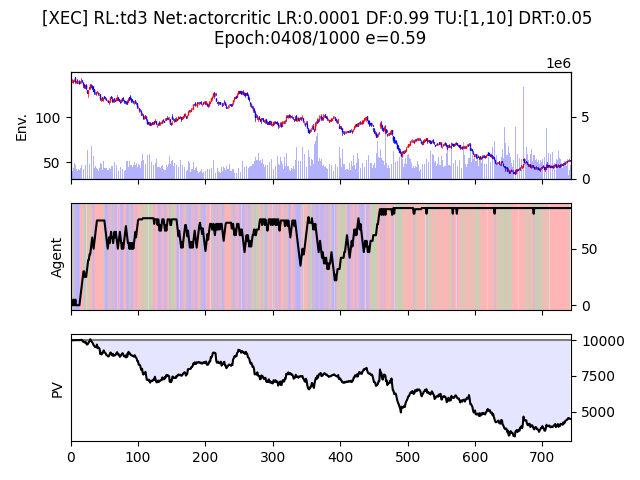 [XEC] RL:td3 Net:actorcritic LR:0.0001 DF:0.99 TU:[1,10] DRT:0.05
Epoch:0408/1000 e=0.59
1e6
Env.
100
50
5
0
Agent
50
0
PV
10000
7500
5000
0 100 200 300 400 500 600 700